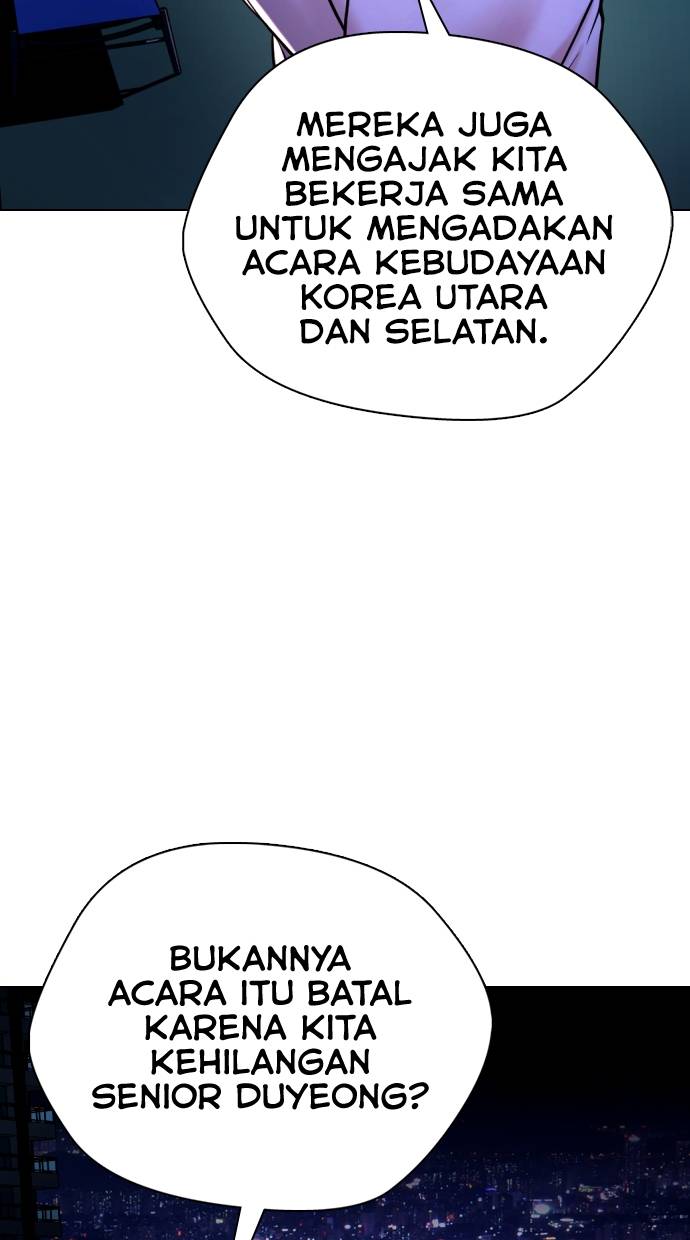 MEREKA JUGA
MENGAJAK KITA
BEKERJA SAMA
UNTUK MENGADAKAN
ACARA KEBUDAYAAN
KOREA UTARA
DAN SELATAN.
BUKANNYA
ACARA ITU BATAL
KARENA KITA
KEHILANGAN
SENIOR DUYEONG?